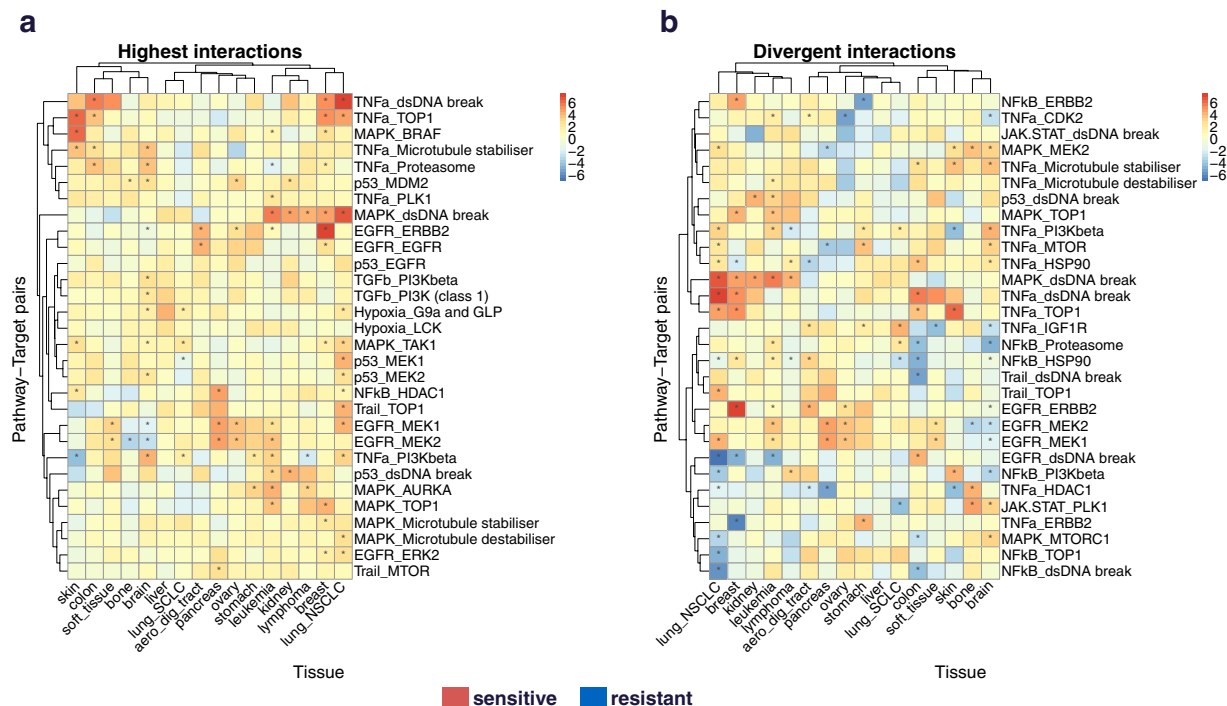 a
Highest interactions
6
4
2
0
−2
−4
−6
TNFa_dsDNA break
TNFa_TOP1
MAPK_BRAF
TNFa_Microtubule stabiliser
TNFa_Proteasome
p53_MDM2
TNFa_PLK1
MAPK_dsDNA break
EGFR_ERBB2
EGFR_EGFR
p53_EGFR
TGFb_PI3Kbeta
TGFb_PI3K (class 1)
Hypoxia_G9a and GLP
Hypoxia_LCK
MAPK_TAK1
p53_MEK1
p53_MEK2
NFkB_HDAC1
Trail_TOP1
EGFR_MEK1
EGFR_MEK2
TNFa_PI3Kbeta
p53_dsDNA break
MAPK_AURKA
MAPK_TOP1
MAPK_Microtubule stabiliser
MAPK_Microtubule destabiliser
EGFR_ERK2
Trail_MTOR
Pathway−Target pairs
skin
colon
soft_tissue
bone
brain
liver
lung_SCLC
aero_dig_tract
pancreas
ovary
stomach
leukemia
kidney
lymphoma
breast
lung_NSCLC
Tissue
b
Divergent interactions
6
4
2
0
−2
−4
−6
NFkB_ERBB2
TNFa_CDK2
JAK.STAT_dsDNA break
MAPK_MEK2
TNFa_Microtubule stabiliser
TNFa_Microtubule destabiliser
p53_dsDNA break
MAPK_TOP1
TNFa_PI3Kbeta
TNFa_MTOR
TNFa_HSP90
MAPK_dsDNA break
TNFa_dsDNA break
TNFa_TOP1
TNFa_IGF1R
NFkB_Proteasome
NFkB_HSP90
Trail_dsDNA break
Trail_TOP1
EGFR_ERBB2
EGFR_MEK2
EGFR_MEK1
EGFR_dsDNA break
NFkB_PI3Kbeta
TNFa_HDAC1
JAK.STAT_PLK1
TNFa_ERBB2
MAPK_MTORC1
NFkB_TOP1
NFkB_dsDNA break
Pathway−Target pairs
lung_NSCLC
breast
kidney
leukemia
lymphoma
aero_dig_tract
pancreas
ovary
stomach
liver
lung_SCLC
colon
soft_tissue
skin
bone
brain
Tissue
sensitive
resistant